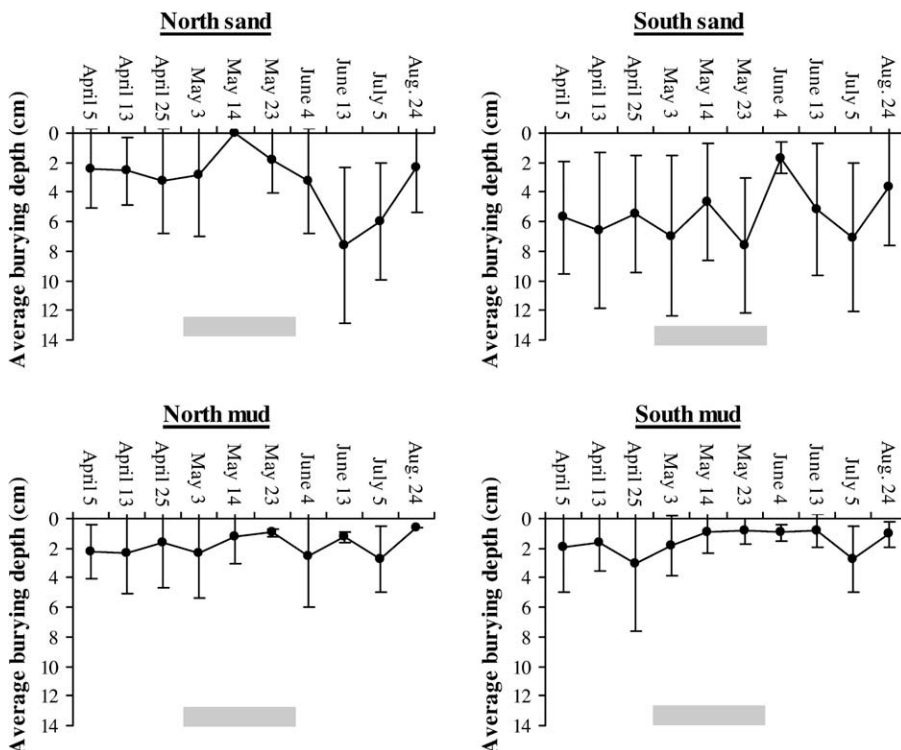 North sand
April 5
April 13
April 25
May 3
May 14
May 23
June 4
June 13
July 5
Aug. 24
Average burying depth (cm)
0
2
4
6
8
10
12
14
South sand
April 5
April 13
April 25
May 3
May 14
May 23
June 4
June 13
July 5
Aug. 24
Average burying depth (cm)
0
2
4
6
8
10
12
14
North mud
April 5
April 13
April 25
May 3
May 14
May 23
June 4
June 13
July 5
Aug. 24
Average burying depth (cm)
0
2
4
6
8
10
12
14
South mud
April 5
April 13
April 25
May 3
May 14
May 23
June 4
June 13
July 5
Aug. 24
Average burying depth (cm)
0
2
4
6
8
10
12
14